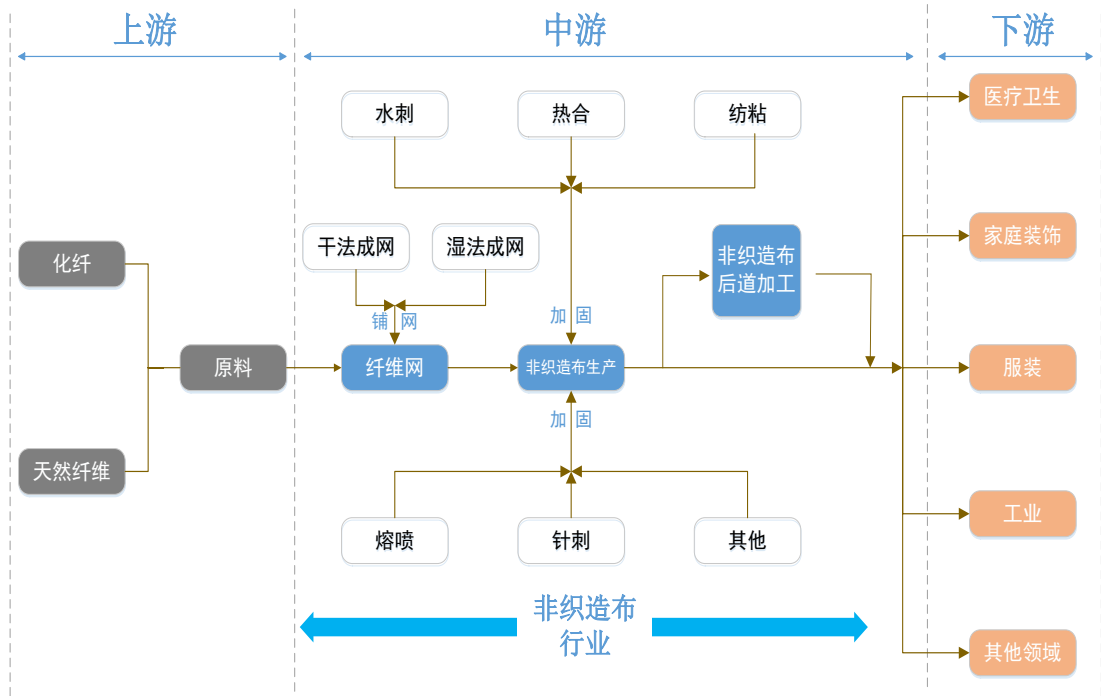 上游
中游
下游
水刺
热合
纺粘
医疗卫生
干法成网
湿法成网
家庭装饰
化纤
非织造布
后道加工
铺 网
加 固
原料
纤维网
非织造布生产
服装
加 固
天然纤维
熔喷
针刺
其他
工业
非织造布
行业
其他领域